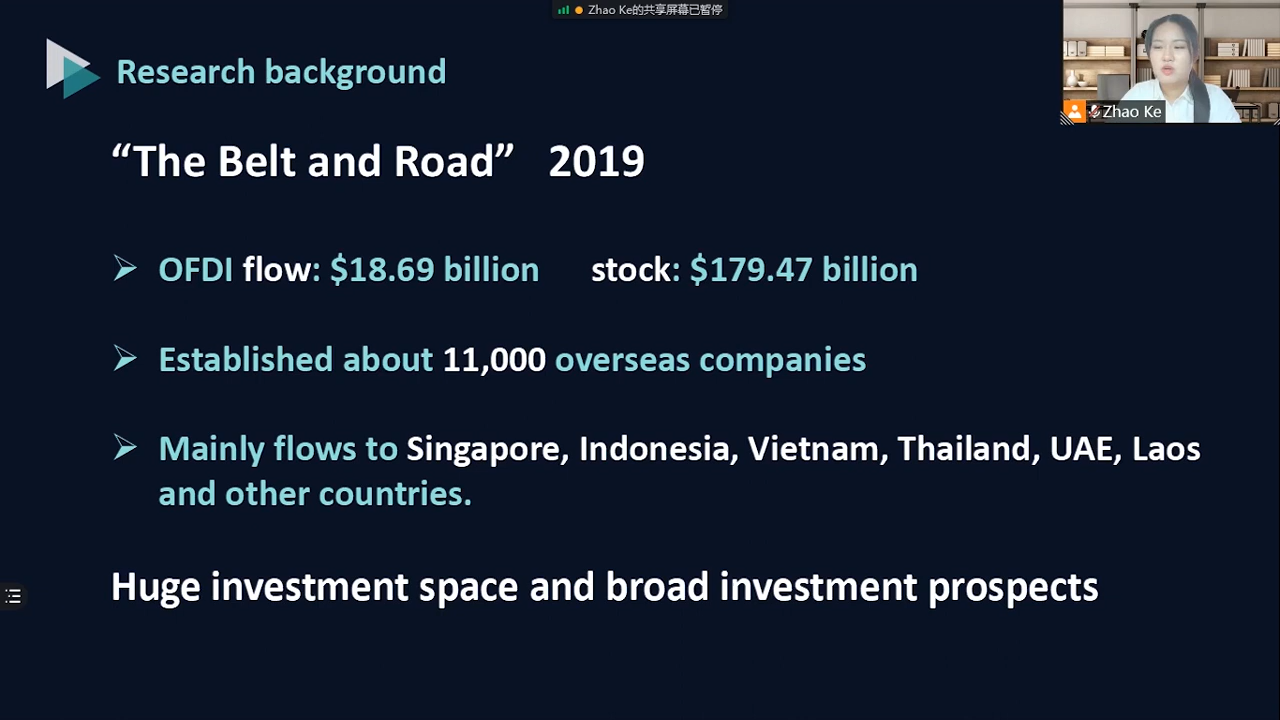 Zhao Ke的共享屏幕已暂停
Research background
Zhao Ke
“The Belt and Road” 2019
➢ OFDI flow: $18.69 billion stock: $179.47 billion
➢ Established about 11,000 overseas companies
➢ Mainly flows to Singapore, Indonesia, Vietnam, Thailand, UAE, Laos
and other countries.
Huge investment space and broad investment prospects